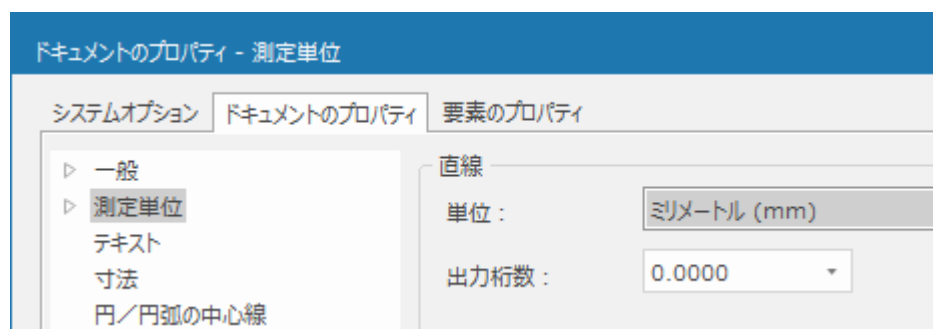 ドキュメントのプロパティ - 測定単位
システムオプション ドキュメントのプロパティ 要素のプロパティ
一般
測定単位
テキスト
寸法
円／円弧の中心線
直線
単位 : ミリメートル (mm)
出力桁数 : 0.0000